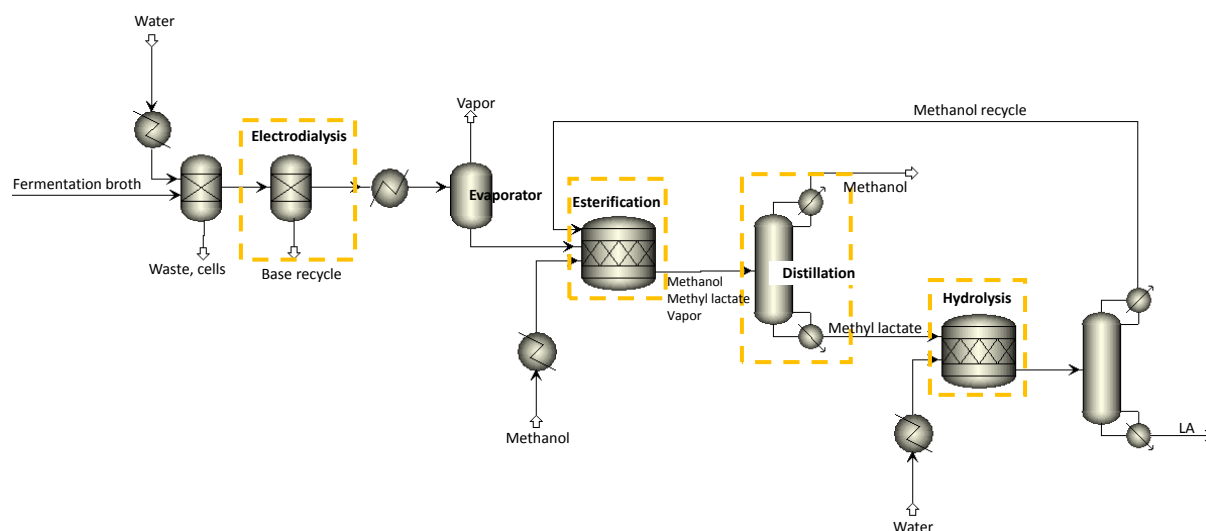 Water
Vapor
Methanol recycle
Electrodialysis
Fermentation broth
Evaporator
Esterification
Methanol
Waste, cells
Base recycle
Methanol
Methyl lactate
Vapor
Distillation
Hydrolysis
Methyl lactate
Methanol
LA
Water